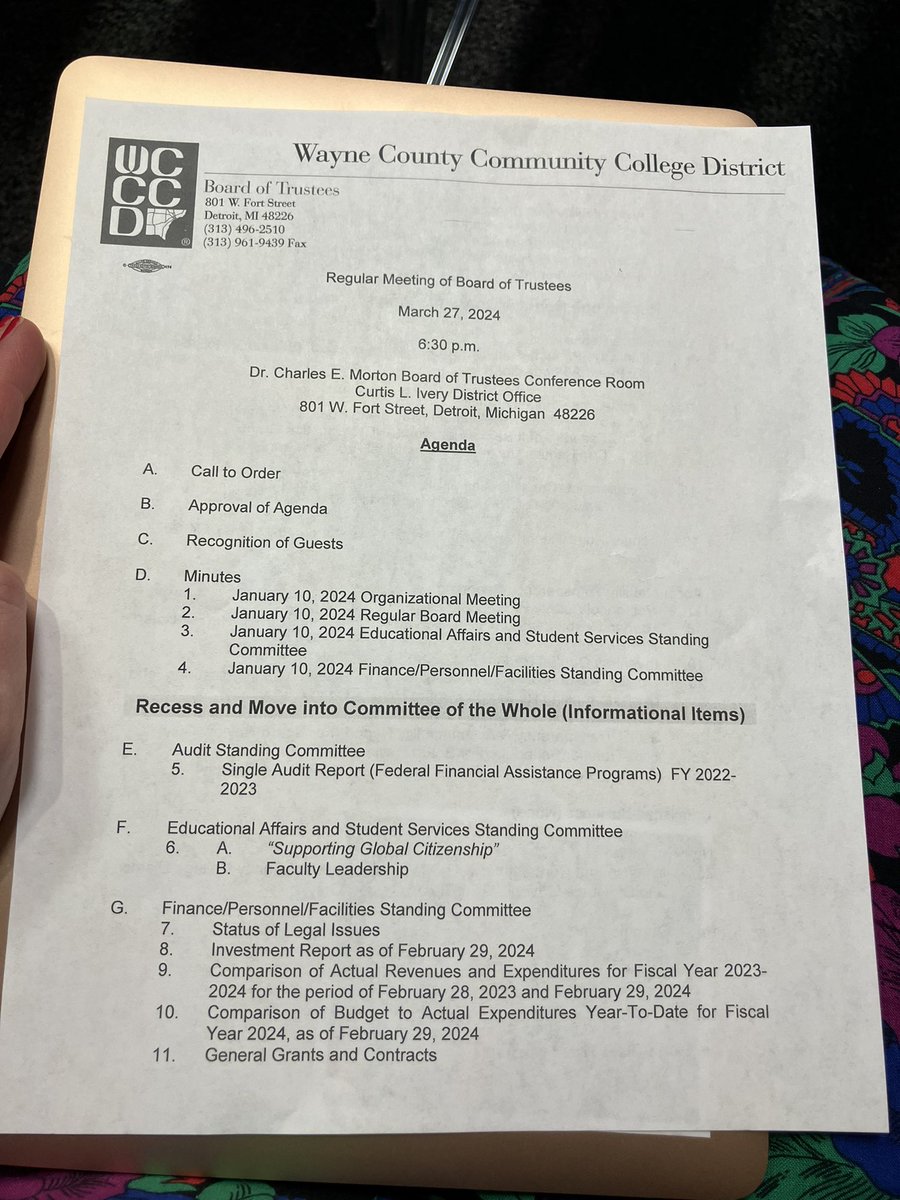 Wayne County Community College District
WC
CC
D
®
Board of Trustees
801 W. Fort Street
Detroit, MI 48226
(313) 496-2510
(313) 961-9439 Fax
Regular Meeting of Board of Trustees
March 27, 2024
6:30 p.m.
Dr. Charles E. Morton Board of Trustees Conference Room
Curtis L. Ivery District Office
801 W. Fort Street, Detroit, Michigan 48226
Agenda
A. Call to Order
B. Approval of Agenda
C. Recognition of Guests
D. Minutes
1. January 10, 2024 Organizational Meeting
2. January 10, 2024 Regular Board Meeting
3. January 10, 2024 Educational Affairs and Student Services Standing
Committee
4. January 10, 2024 Finance/Personnel/Facilities Standing Committee
Recess and Move into Committee of the Whole (Informational Items)
E. Audit Standing Committee
5. Single Audit Report (Federal Financial Assistance Programs) FY 2022-
2023
F. Educational Affairs and Student Services Standing Committee
6. A. “Supporting Global Citizenship”
B. Faculty Leadership
G. Finance/Personnel/Facilities Standing Committee
7. Status of Legal Issues
8. Investment Report as of February 29, 2024
9. Comparison of Actual Revenues and Expenditures for Fiscal Year 2023-
2024 for the period of February 28, 2023 and February 29, 2024
10. Comparison of Budget to Actual Expenditures Year-To-Date for Fiscal
Year 2024, as of February 29, 2024
11. General Grants and Contracts